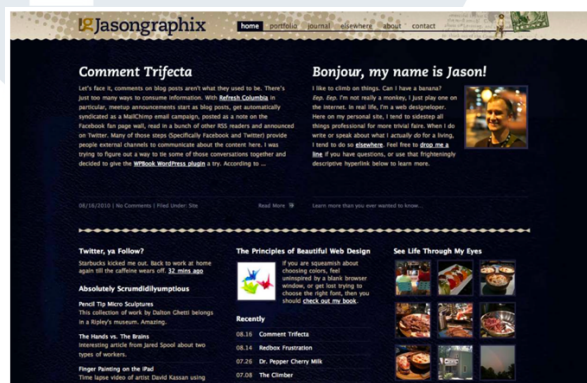 Jasongraphix
home portfolio journal elsewhere about contact
Comment Trifecta
Let's face it, comments on blog posts aren't what they used to be. There's
just too many ways to consume information. With Refresh Columbia in
particular, meetup announcements start as blog posts, get automatically
syndicated as a MailChimp email campaign, posted as a note on the
Facebook fan page wall, read in a bunch of other RSS readers and announced
on Twitter. Many of those steps (Specifically Facebook and Twitter) provide
people external channels to communicate about the content here. I was
trying to figure out a way to tie some of those conversations together and
decided to give the WPBook WordPress plugin a try. According to ...
08/16/2010 | No Comments | Filed Under: Site
Read More
Bonjour, my name is Jason!
I like to climb on things. Can I have a banana?
Eep. Eep. I'm not really a monkey, I just play one on
the internet. In real life, I'm a web designeloper.
Here on my personal site, I tend to sidestep all
things professional for more trivial faire. When I do
write or speak about what I actually do for a living,
I tend to do so elsewhere. Feel free to drop me a
line if you have questions, or use that frighteningly
descriptive hyperlink below to learn more.
Learn more than you ever wanted to know...
Twitter, ya Follow?
Starbucks kicked me out. Back to work at home
again till the caffeine wears off. 32 mins ago
Absolutely Scrumdidilyumptious
Pencil Tip Micro Sculptures
This collection of work by Dalton Ghetti belongs
in a Ripley's museum. Amazing.
The Hands vs. The Brains
Interesting article from Jared Spool about two
types of workers.
Finger Painting on the iPad
Time lapse video of artist David Kassan using
The Principles of Beautiful Web Design
If you are squeamish about
choosing colors, feel
uninspired by a blank browser
window, or get lost trying to
choose the right font, then you
should check out my book.
Recently
08.16 Comment Trifecta
08.14 Redbox Frustration
07.26 Dr. Pepper Cherry Milk
07.08 The Climber
See Life Through My Eyes